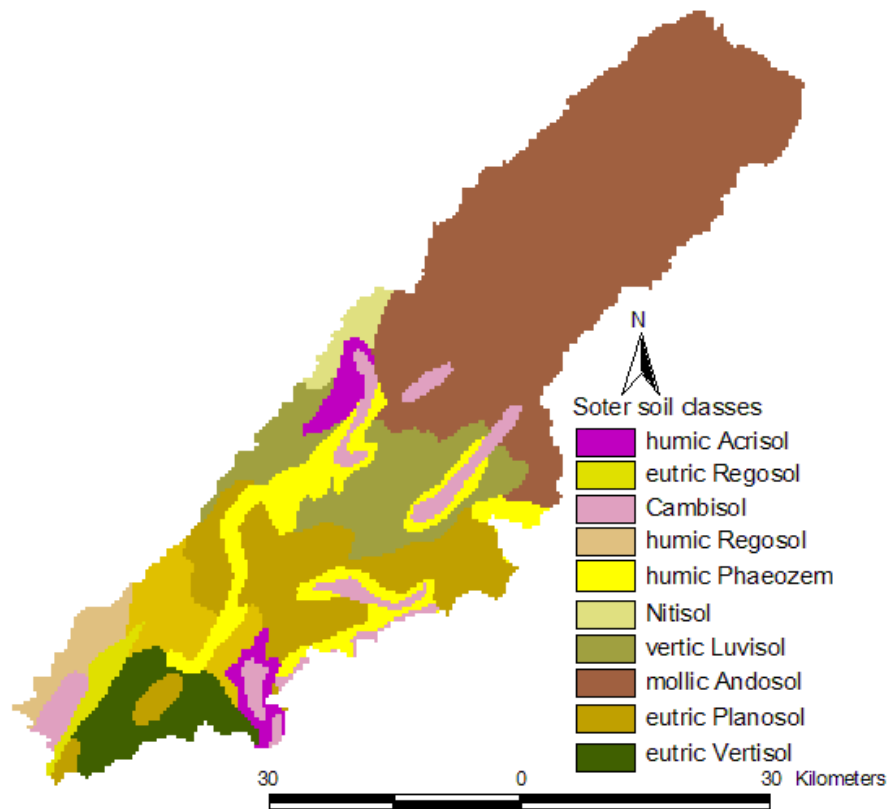 N
Soter soil classes
humic Acrisol
eutric Regosol
Cambisol
humic Regosol
humic Phaeozem
Nitisol
vertic Luvisol
mollic Andosol
eutric Planosol
eutric Vertisol
30 0 30 Kilometers